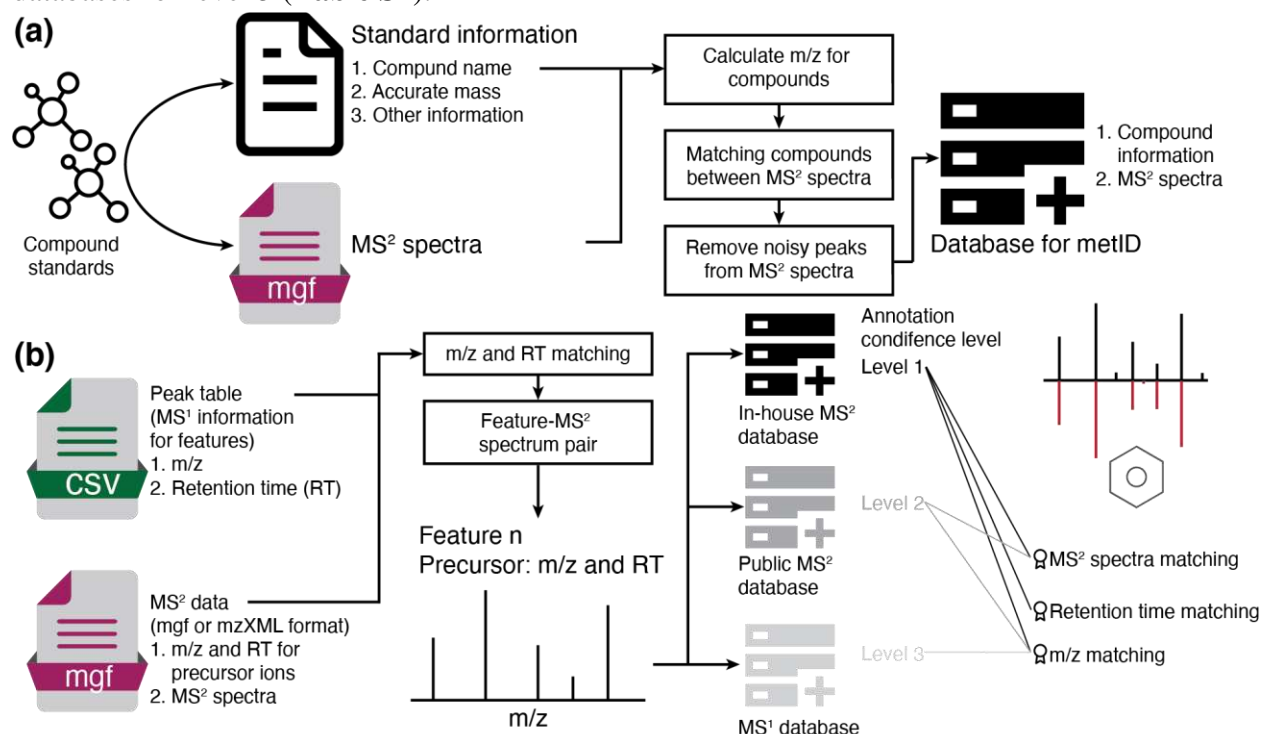 (a)
Standard information
1. Compund name
2. Accurate mass
3. Other information
Compound
standards
mgf
MS² spectra
Calculate m/z for
compounds
Matching compounds
between MS² spectra
Remove noisy peaks
from MS² spectra
1. Compound
information
2. MS² spectra
Database for metID
(b)
CSV
Peak table
(MS¹ information
for features)
1. m/z
2. Retention time (RT)
mgf
MS² data
(mgf or mzXML format)
1. m/z and RT for
precursor ions
2. MS² spectra
m/z and RT matching
Feature-MS²
spectrum pair
Feature n
Precursor: m/z and RT
m/z
In-house MS²
database
Public MS²
database
MS¹ database
Annotation
condifence level
Level 1
Level 2
Level 3
MS² spectra matching
Retention time matching
m/z matching